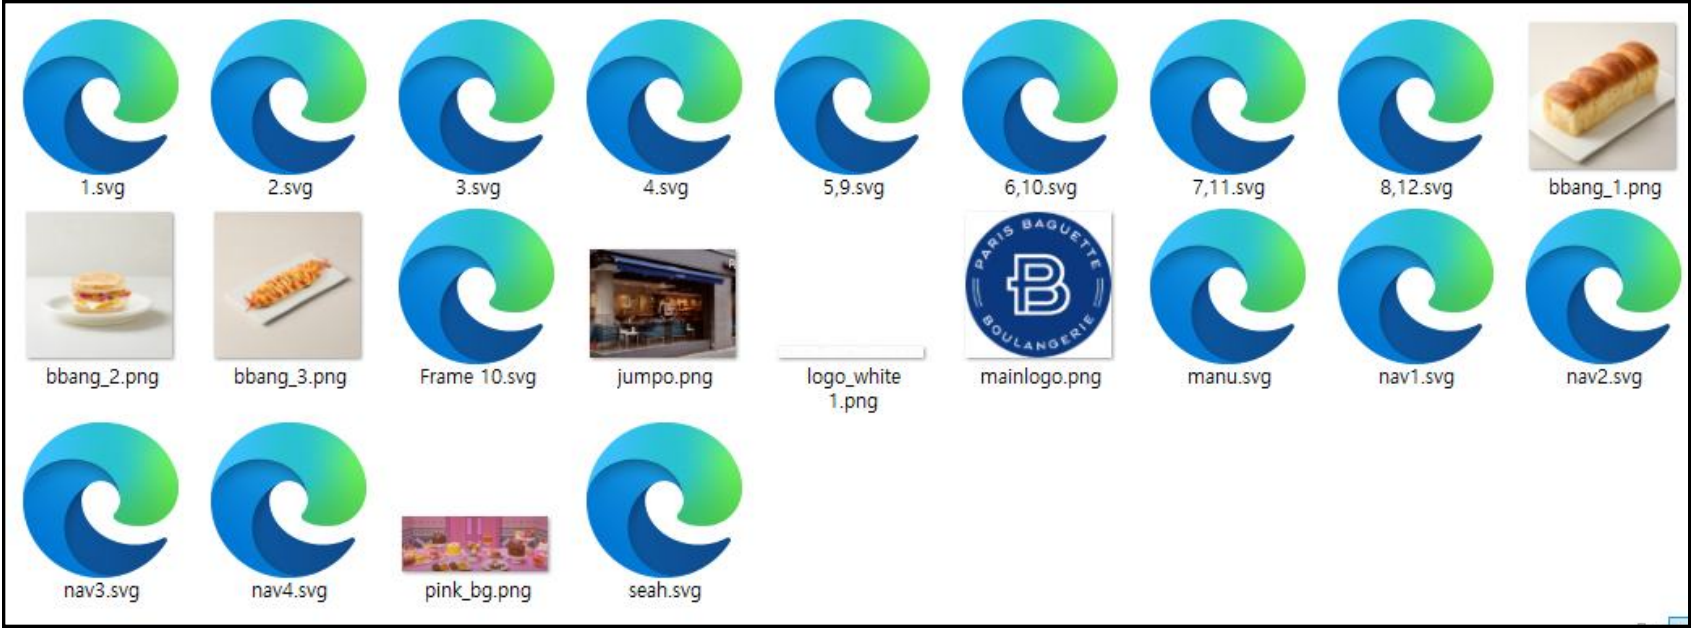 1.svg
2.svg
3.svg
4.svg
5,9.svg
6,10.svg
7,11.svg
8,12.svg
bbang_1.png
PARIS BAGUETTE
B
BOULANGERIE
bbang_2.png
bbang_3.png
Frame 10.svg
jumpo.png
logo_white
1.png
mainlogo.png
manu.svg
nav1.svg
nav2.svg
nav3.svg
nav4.svg
pink_bg.png
seah.svg